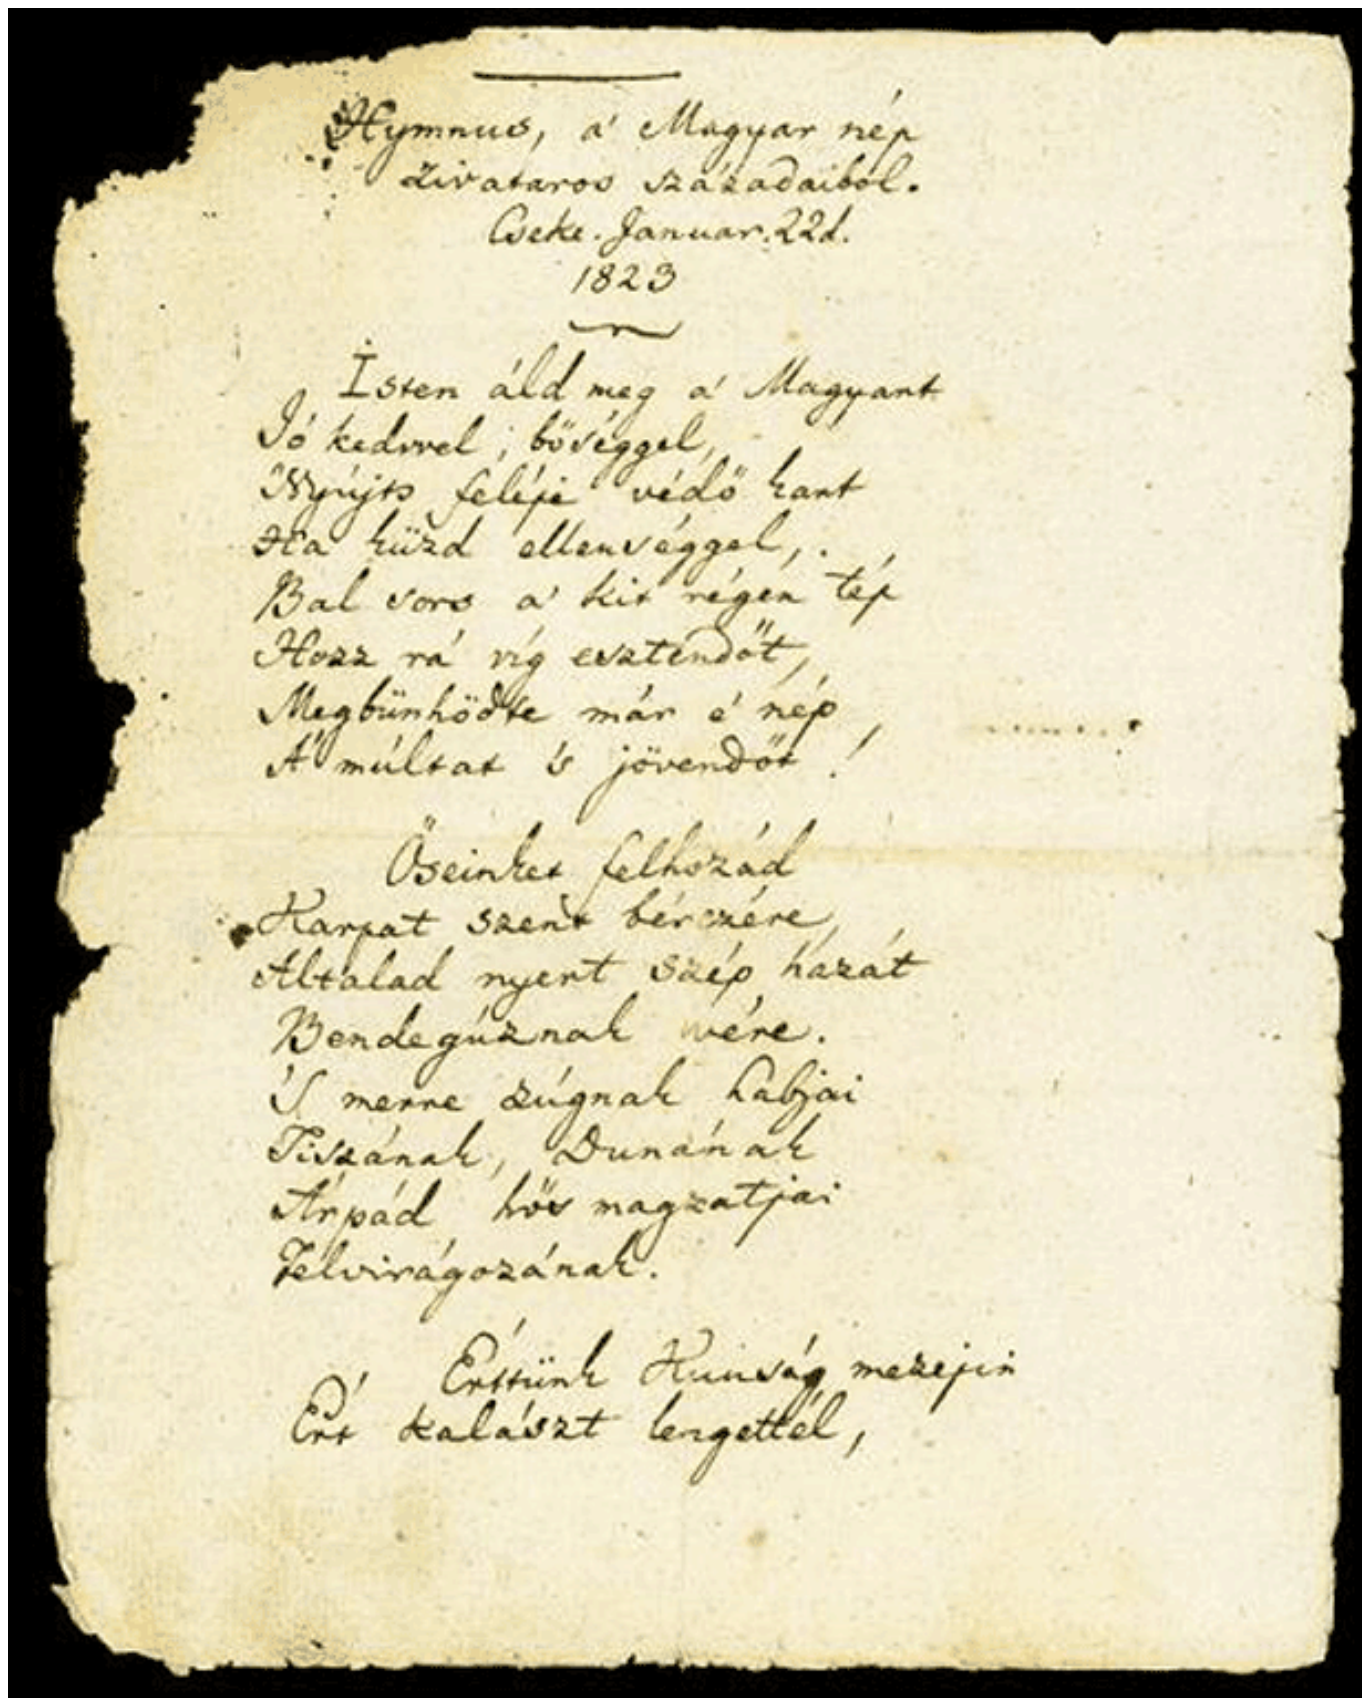 Hymnus, a' Magyar nép
zivataros századaiból.
Cseke. Januar. 22d.
1823
Isten áld meg a' Magyart
Jó kedvvel, bőséggel,
Nyújts feléje védő kart
Ha küzd ellenséggel,
Bal sors a' kit régen tép
Hozz rá víg esztendőt,
Megbünhödte már e' nép
A' múltat 's jövendőt!
Őseinket felhozád
Karpat szent bérczére,
Általad nyert szép hazát
Bendegúznak vére.
'S merre zúgnak habjai
Tiszának, Dunának
Árpád hős magzatjai
Felvirágozának.
Értünk Kunság mezejin
Ért kalászt lengettél,